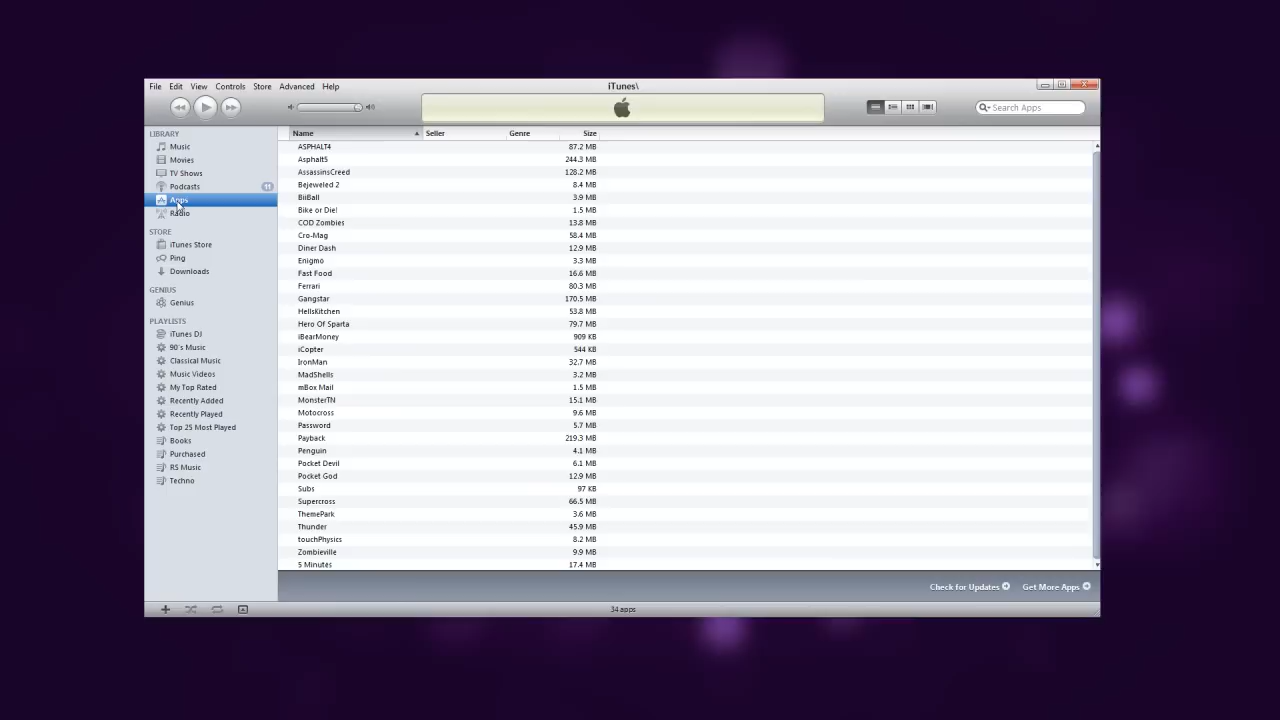 iTunes\
File Edit View Controls Store Advanced Help
Search Apps
LIBRARY
Music
Movies
TV Shows
Podcasts 11
Apps
Radio
STORE
iTunes Store
Ping
Downloads
GENIUS
Genius
PLAYLISTS
iTunes DJ
90's Music
Classical Music
Music Videos
My Top Rated
Recently Added
Recently Played
Top 25 Most Played
Books
Purchased
RS Music
Techno
Name Seller Genre Size
ASPHALT4 87.2 MB
Asphalt5 244.3 MB
AssassinsCreed 128.2 MB
Bejeweled 2 8.4 MB
BiiBall 3.9 MB
Bike or Die! 1.5 MB
COD Zombies 13.8 MB
Cro-Mag 58.4 MB
Diner Dash 12.9 MB
Enigmo 3.3 MB
Fast Food 16.6 MB
Ferrari 80.3 MB
Gangstar 170.5 MB
HellsKitchen 53.8 MB
Hero Of Sparta 79.7 MB
iBearMoney 909 KB
iCopter 544 KB
IronMan 32.7 MB
MadShells 3.2 MB
mBox Mail 1.5 MB
MonsterTN 15.1 MB
Motocross 9.6 MB
Password 5.7 MB
Payback 219.3 MB
Penguin 4.1 MB
Pocket Devil 6.1 MB
Pocket God 12.9 MB
Subs 97 KB
Supercross 66.5 MB
ThemePark 3.6 MB
Thunder 45.9 MB
touchPhysics 8.2 MB
Zombieville 9.9 MB
5 Minutes 17.4 MB
Check for Updates Get More Apps
34 apps